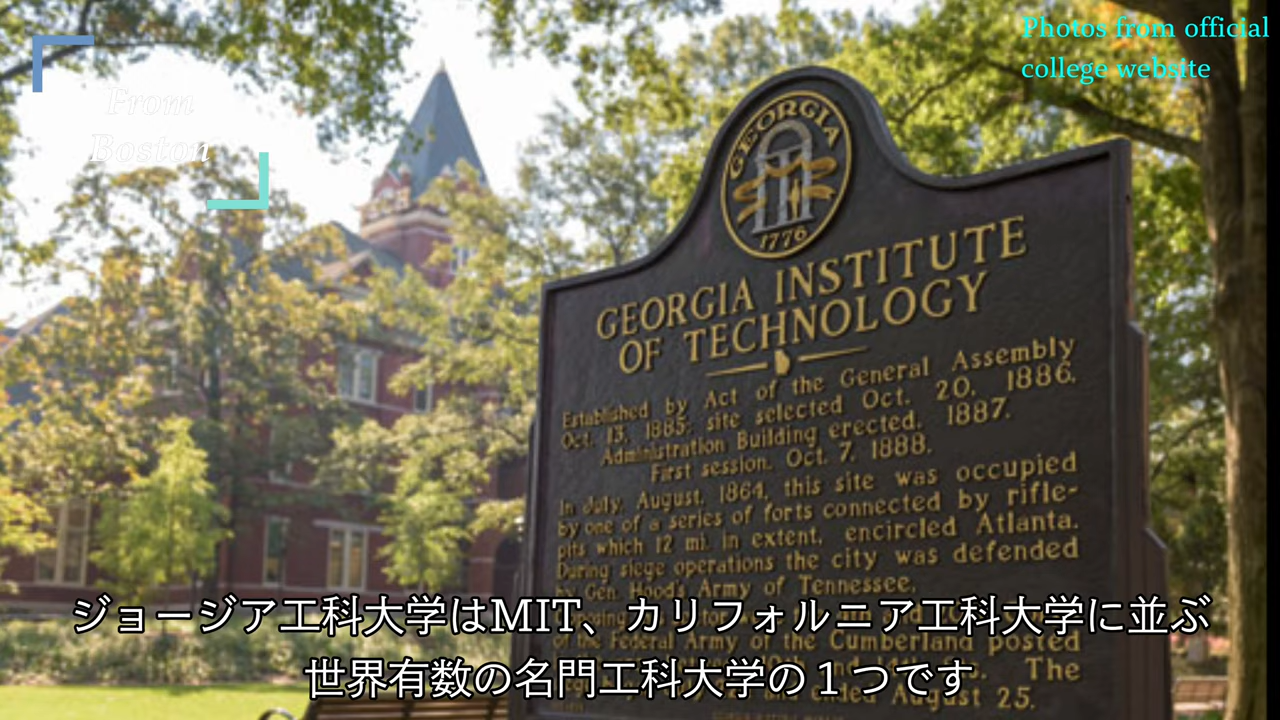 Photos from official
college website
From
Boston
GEORGIA
1776
GEORGIA INSTITUTE
OF TECHNOLOGY
Established by Act of the General Assembly
Oct. 13, 1885; site selected Oct. 20, 1886.
Administration Building erected, 1887.
First session, Oct. 7, 1888.
In July, August, 1864, this site was occupied
by one of a series of forts connected by rifle-
pits which 12 mi. in extent, encircled Atlanta.
During siege operations the city was defended
by Gen. Hood's Army of Tennessee.
ジョージア工科大学はMIT、カリフォルニア工科大学に並ぶ
of the Federal Army of the Cumberland posted
The
世界有数の名門工科大学の１つです
ended August 25.